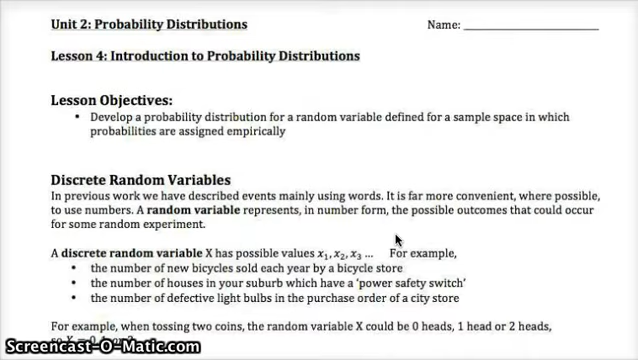 Unit 2: Probability Distributions Name: ____________________
Lesson 4: Introduction to Probability Distributions
Lesson Objectives:
• Develop a probability distribution for a random variable defined for a sample space in which
probabilities are assigned empirically
Discrete Random Variables
In previous work we have described events mainly using words. It is far more convenient, where possible,
to use numbers. A random variable represents, in number form, the possible outcomes that could occur
for some random experiment.
A discrete random variable X has possible values x₁, x₂, x₃ ... For example,
• the number of new bicycles sold each year by a bicycle store
• the number of houses in your suburb which have a 'power safety switch'
• the number of defective light bulbs in the purchase order of a city store
For example, when tossing two coins, the random variable X could be 0 heads, 1 head or 2 heads,
Screencast-O-Matic.com